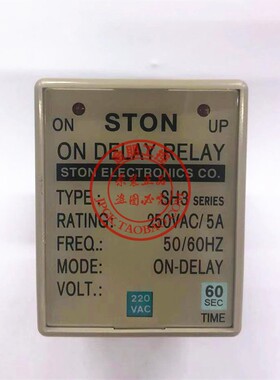 ON STON UP
ON DELAY RELAY
STON ELECTRONICS CO.
TYPE: SH3 SERIES
RATING: 250VAC/5A
FREQ.: 50/60HZ
MODE: ON-DELAY
VOLT.: 220 VAC
60 SEC
TIME